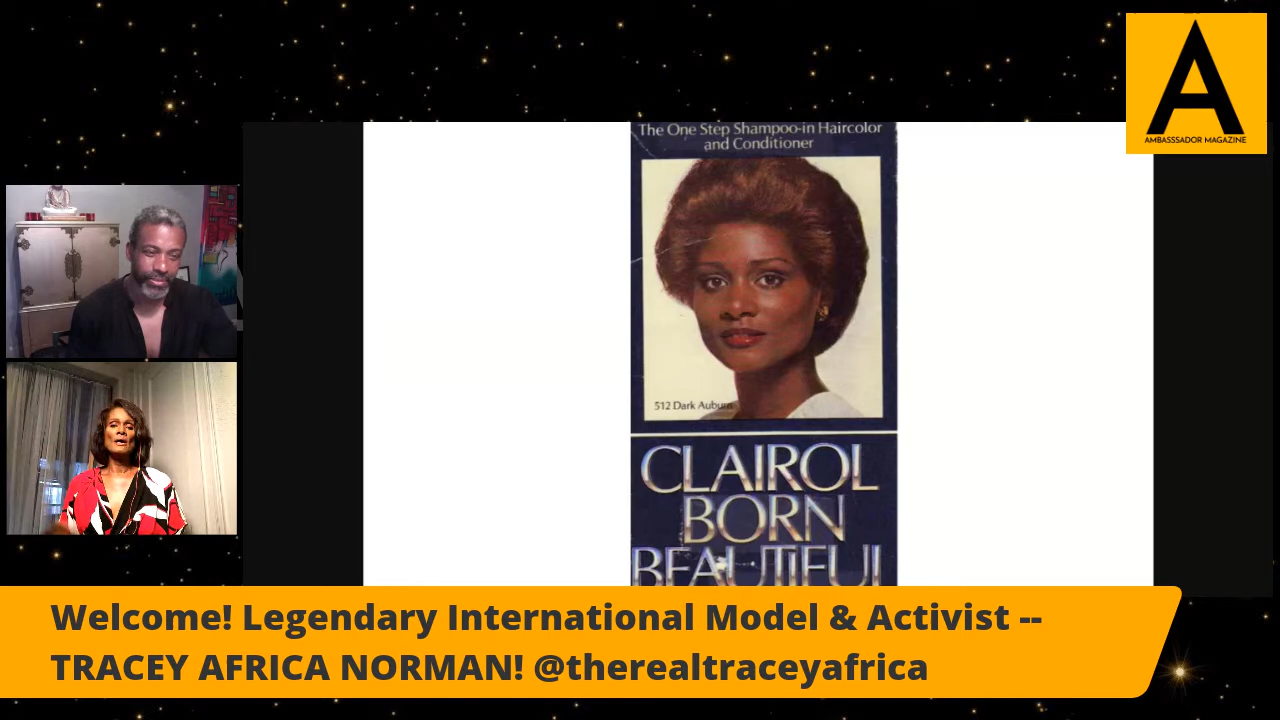 A
AMBASSSADOR MAGAZINE
The One Step Shampoo-in Haircolor
and Conditioner
512 Dark Auburn
CLAIROL
BORN
BEAUTIFUL
Welcome! Legendary International Model & Activist --
TRACEY AFRICA NORMAN! @therealtraceyafrica